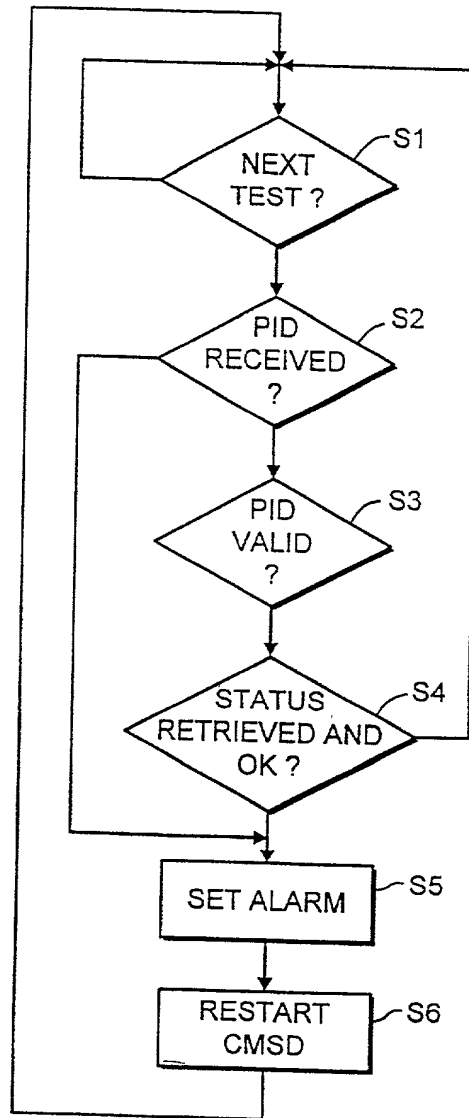 S1
NEXT
TEST ?
S2
PID
RECEIVED
?
S3
PID
VALID
?
S4
STATUS
RETRIEVED AND
OK ?
S5
SET ALARM
S6
RESTART
CMSD